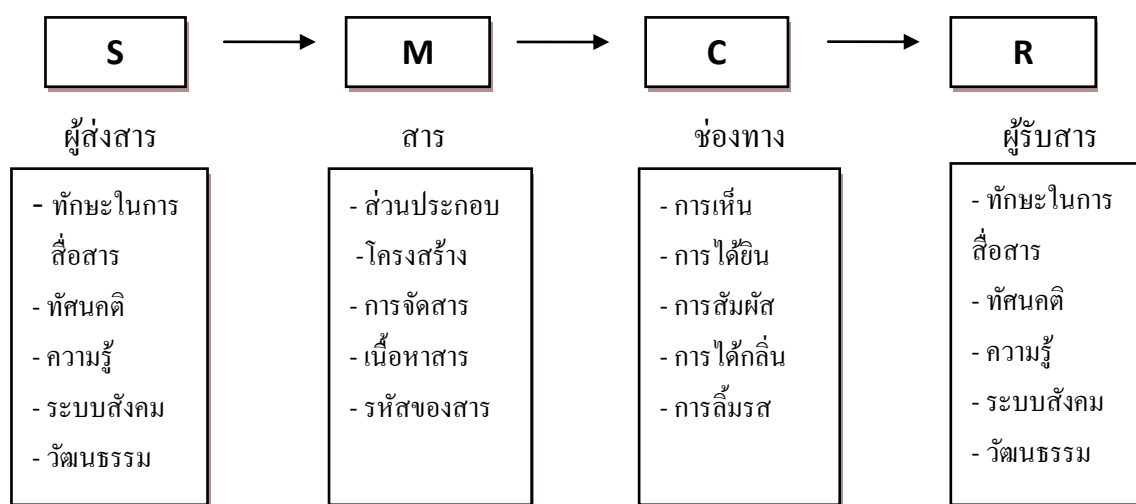 S
M
C
R
ผู้ส่งสาร
สาร
ช่องทาง
ผู้รับสาร
- ทักษะในการ
สื่อสาร
- ทัศนคติ
- ความรู้
- ระบบสังคม
- วัฒนธรรม
- ส่วนประกอบ
-โครงสร้าง
- การจัดสาร
- เนื้อหาสาร
- รหัสของสาร
- การเห็น
- การได้ยิน
- การสัมผัส
- การได้กลิ่น
- การลิ้มรส
- ทักษะในการ
สื่อสาร
- ทัศนคติ
- ความรู้
- ระบบสังคม
- วัฒนธรรม